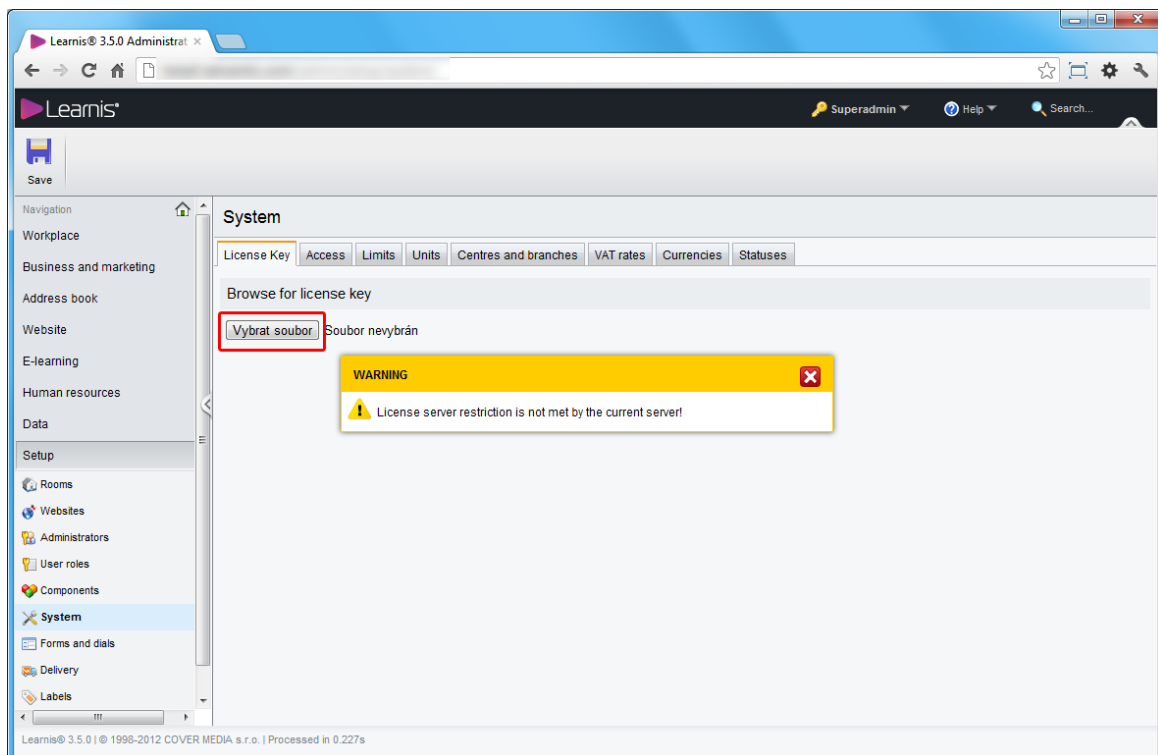 Learnis® 3.5.0 Administrat
Learnis
Superadmin
Help
Search...
Save
Navigation
Workplace
Business and marketing
Address book
Website
E-learning
Human resources
Data
Setup
Rooms
Websites
Administrators
User roles
Components
System
Forms and dials
Delivery
Labels
System
License Key Access Limits Units Centres and branches VAT rates Currencies Statuses
Browse for license key
Vybrat soubor Soubor nevybrán
WARNING
License server restriction is not met by the current server!
Learnis® 3.5.0 | © 1998-2012 COVER MEDIA s.r.o. | Processed in 0.227s